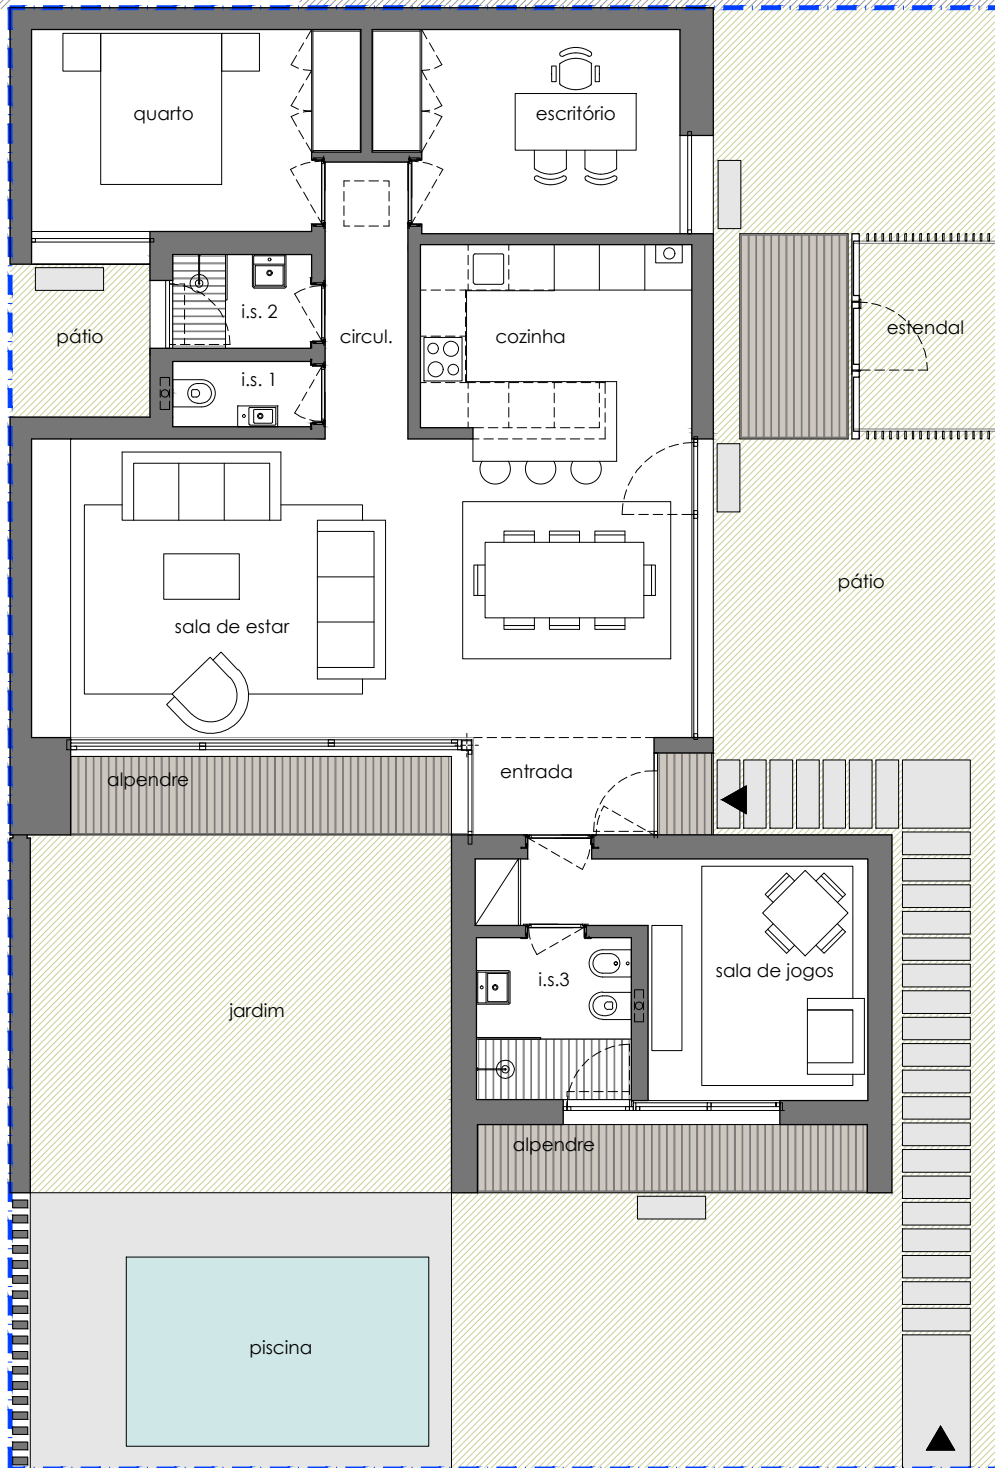 quarto
escritório
i.s. 2
pátio
circul.
cozinha
estendal
i.s. 1
pátio
sala de estar
entrada
alpendre
sala de jogos
i.s.3
jardim
alpendre
piscina